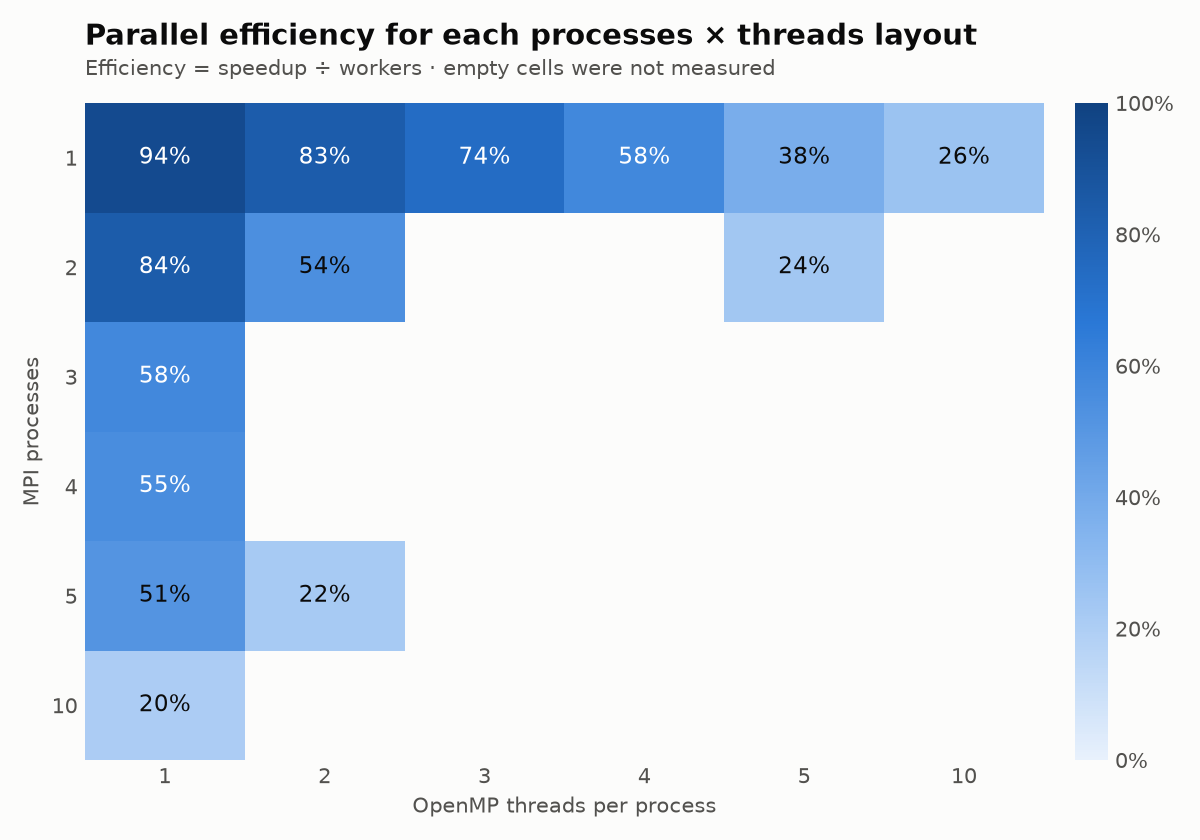 Parallel efficiency for each processes × threads layout
Efficiency = speedup ÷ workers · empty cells were not measured
MPI processes
1 94% 83% 74% 58% 38% 26%
2 84% 54% 24%
3 58%
4 55%
5 51% 22%
10 20%
1 2 3 4 5 10
OpenMP threads per process
100%
80%
60%
40%
20%
0%